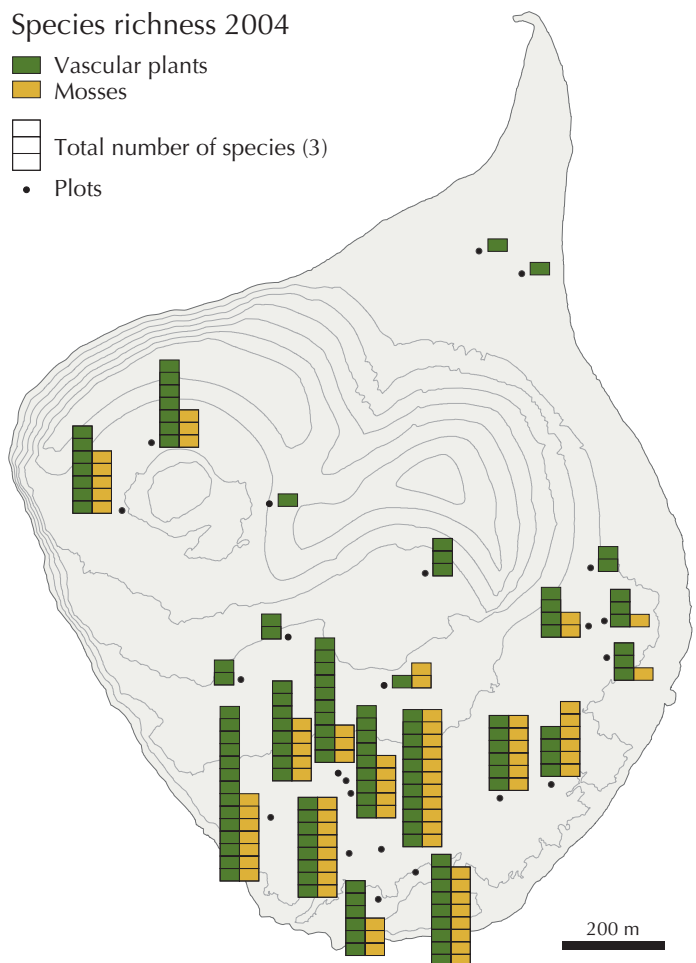 Species richness 2004
Vascular plants
Mosses
Total number of species (3)
Plots
200 m